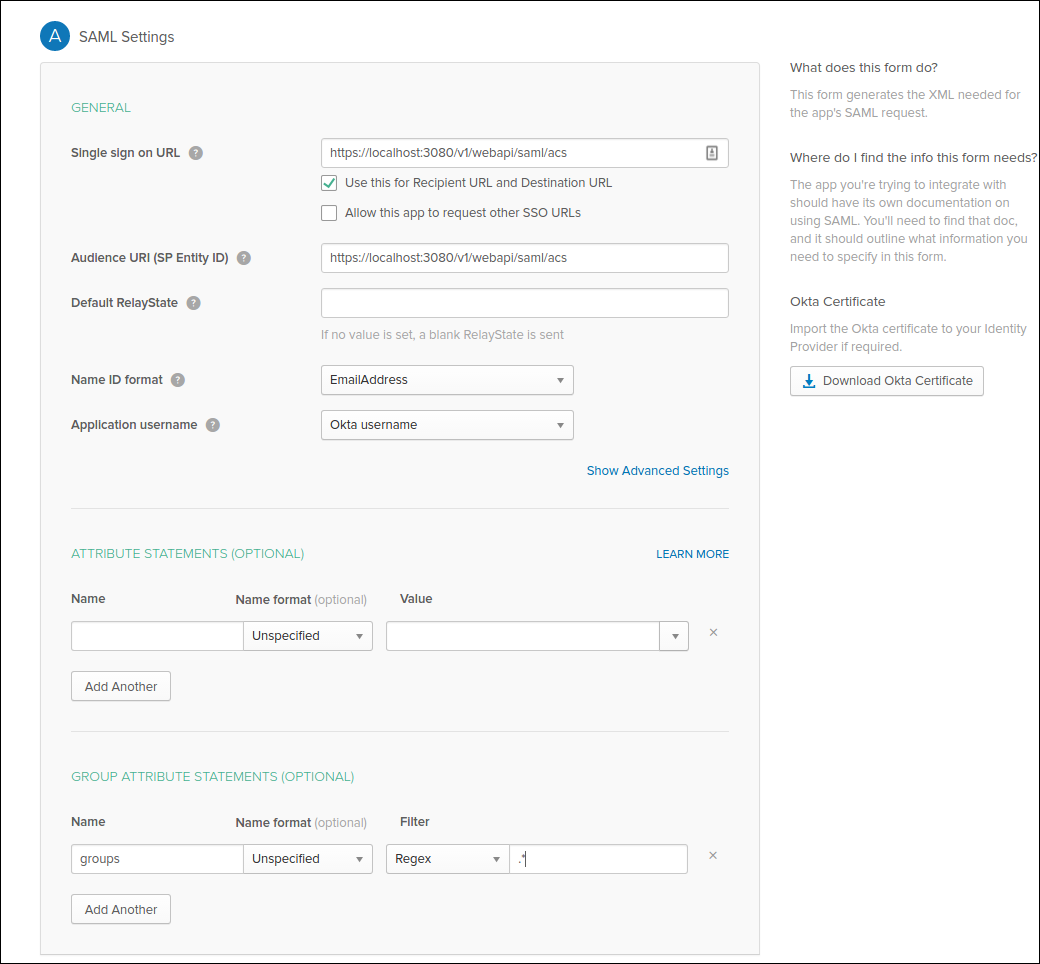 A SAML Settings
GENERAL
Single sign on URL ?
https://localhost:3080/v1/webapi/saml/acs
Use this for Recipient URL and Destination URL
Allow this app to request other SSO URLs
Audience URI (SP Entity ID) ?
https://localhost:3080/v1/webapi/saml/acs
Default RelayState ?
If no value is set, a blank RelayState is sent
Name ID format ?
EmailAddress
Application username ?
Okta username
Show Advanced Settings
ATTRIBUTE STATEMENTS (OPTIONAL)
LEARN MORE
Name
Name format (optional)
Value
Unspecified
Add Another
GROUP ATTRIBUTE STATEMENTS (OPTIONAL)
Name
Name format (optional)
Filter
groups
Unspecified
Regex
.*
Add Another
What does this form do?
This form generates the XML needed for
the app's SAML request.
Where do I find the info this form needs?
The app you're trying to integrate with
should have its own documentation on
using SAML. You'll need to find that doc,
and it should outline what information you
need to specify in this form.
Okta Certificate
Import the Okta certificate to your Identity
Provider if required.
Download Okta Certificate